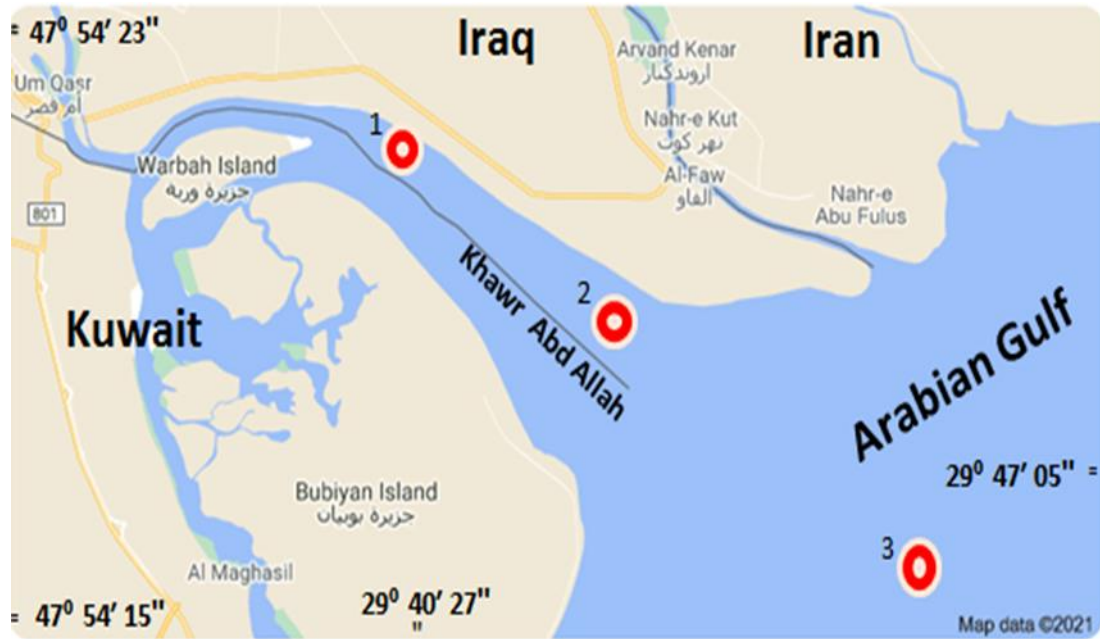 = 47⁰ 54′ 23"
Iraq
Iran
Arvand Kenar
اروندکنار
Um Qasr
أم قصر
1
Nahr-e Kut
نهر کوت
Warbah Island
جزيرة وربة
Al-Faw
الفاو
Nahr-e
Abu Fulus
801
Khawr Abd Allah
2
Kuwait
Arabian Gulf
29⁰ 47′ 05" =
Bubiyan Island
جزيرة بوبيان
3
Al Maghasil
= 47⁰ 54′ 15"
29⁰ 40′ 27"
"
Map data ©2021